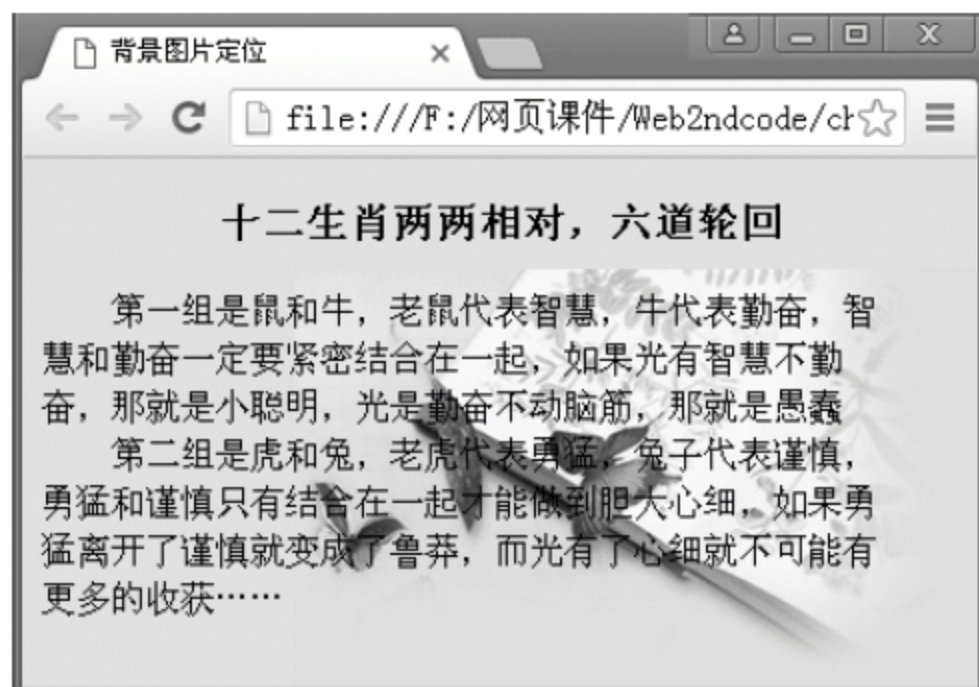 背景图片定位
file:///F:/网页课件/Web2ndcode/ch
十二生肖两两相对，六道轮回
第一组是鼠和牛，老鼠代表智慧，牛代表勤奋，智
慧和勤奋一定要紧密结合在一起，如果光有智慧不勤
奋，那就是小聪明，光是勤奋不动脑筋，那就是愚蠢
第二组是虎和兔，老虎代表勇猛，兔子代表谨慎，
勇猛和谨慎只有结合在一起才能做到胆大心细，如果勇
猛离开了谨慎就变成了鲁莽，而光有了心细就不可能有
更多的收获……